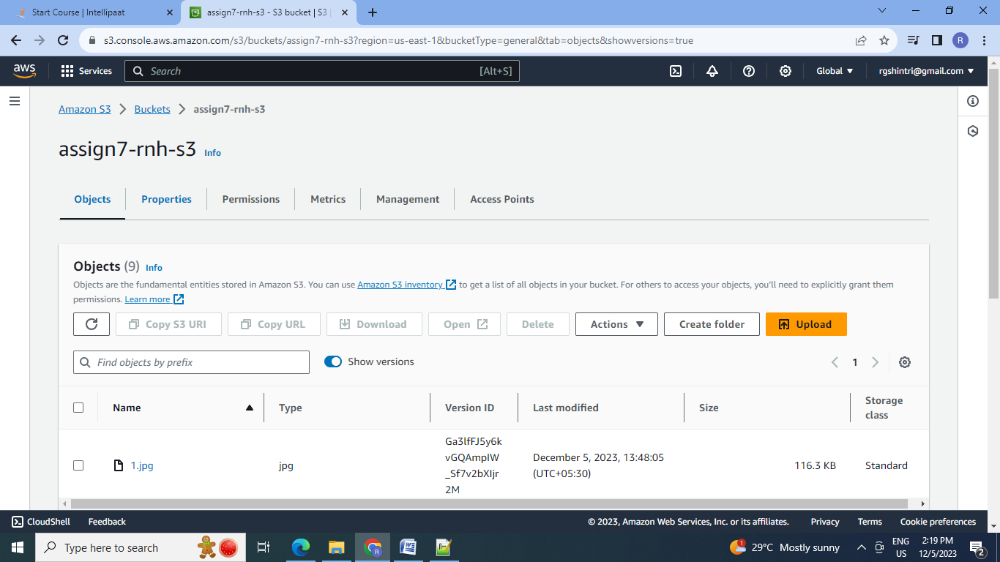 Start Course | Intellipaat
assign7-rnh-s3 - S3 bucket | S3 |
s3.console.aws.amazon.com/s3/buckets/assign7-rnh-s3?region=us-east-1&bucketType=general&tab=objects&showversions=true
R
aws
Services
Search
[Alt+S]
Global
rgshintri@gmail.com
Amazon S3 Buckets assign7-rnh-s3
assign7-rnh-s3 Info
Objects Properties Permissions Metrics Management Access Points
Objects (9) Info
Objects are the fundamental entities stored in Amazon S3. You can use Amazon S3 inventory to get a list of all objects in your bucket. For others to access your objects, you'll need to explicitly grant them
permissions. Learn more
Copy S3 URI Copy URL Download Open Delete Actions Create folder Upload
Find objects by prefix Show versions 1
Name Type Version ID Last modified Size Storage
class
1.jpg jpg
Ga3lfFJ5y6k
vGQAmpIW
_Sf7v2bXIjr
2M
December 5, 2023, 13:48:05
(UTC+05:30)
116.3 KB Standard
CloudShell Feedback © 2023, Amazon Web Services, Inc. or its affiliates. Privacy Terms Cookie preferences
Type here to search
1
29°C Mostly sunny
ENG
US
2:19 PM
12/5/2023
2